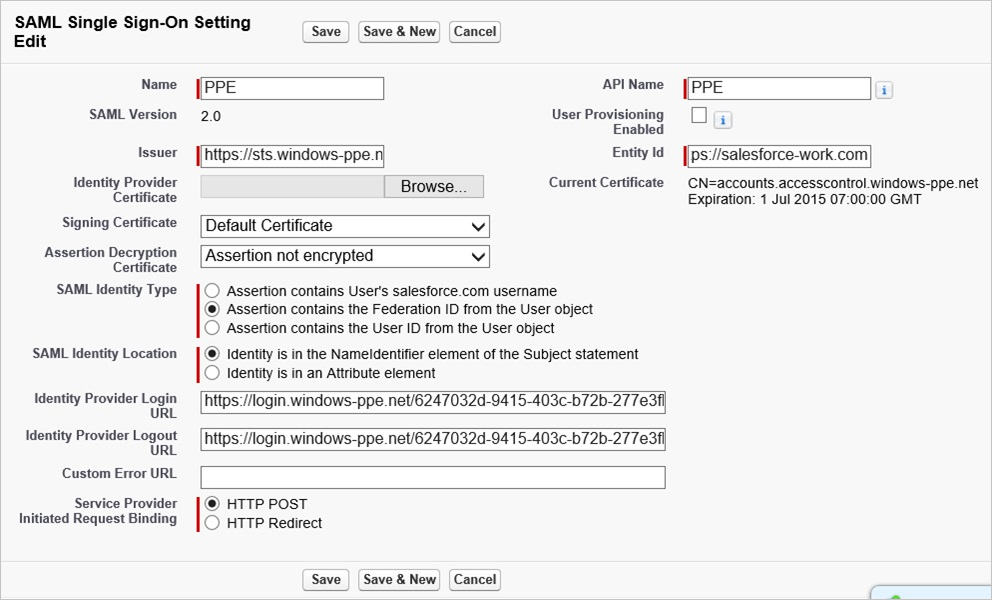 SAML Single Sign-On Setting
Edit
Save
Save & New
Cancel
Name
PPE
API Name
PPE
SAML Version
2.0
User Provisioning
Enabled
Issuer
https://sts.windows-ppe.n
Entity Id
ps://salesforce-work.com
Identity Provider
Certificate
Browse...
Current Certificate
CN=accounts.accesscontrol.windows-ppe.net
Expiration: 1 Jul 2015 07:00:00 GMT
Signing Certificate
Default Certificate
Assertion Decryption
Certificate
Assertion not encrypted
SAML Identity Type
Assertion contains User's salesforce.com username
Assertion contains the Federation ID from the User object
Assertion contains the User ID from the User object
SAML Identity Location
Identity is in the NameIdentifier element of the Subject statement
Identity is in an Attribute element
Identity Provider Login
URL
https://login.windows-ppe.net/6247032d-9415-403c-b72b-277e3fl
Identity Provider Logout
URL
https://login.windows-ppe.net/6247032d-9415-403c-b72b-277e3fl
Custom Error URL
Service Provider
Initiated Request Binding
HTTP POST
HTTP Redirect
Save
Save & New
Cancel